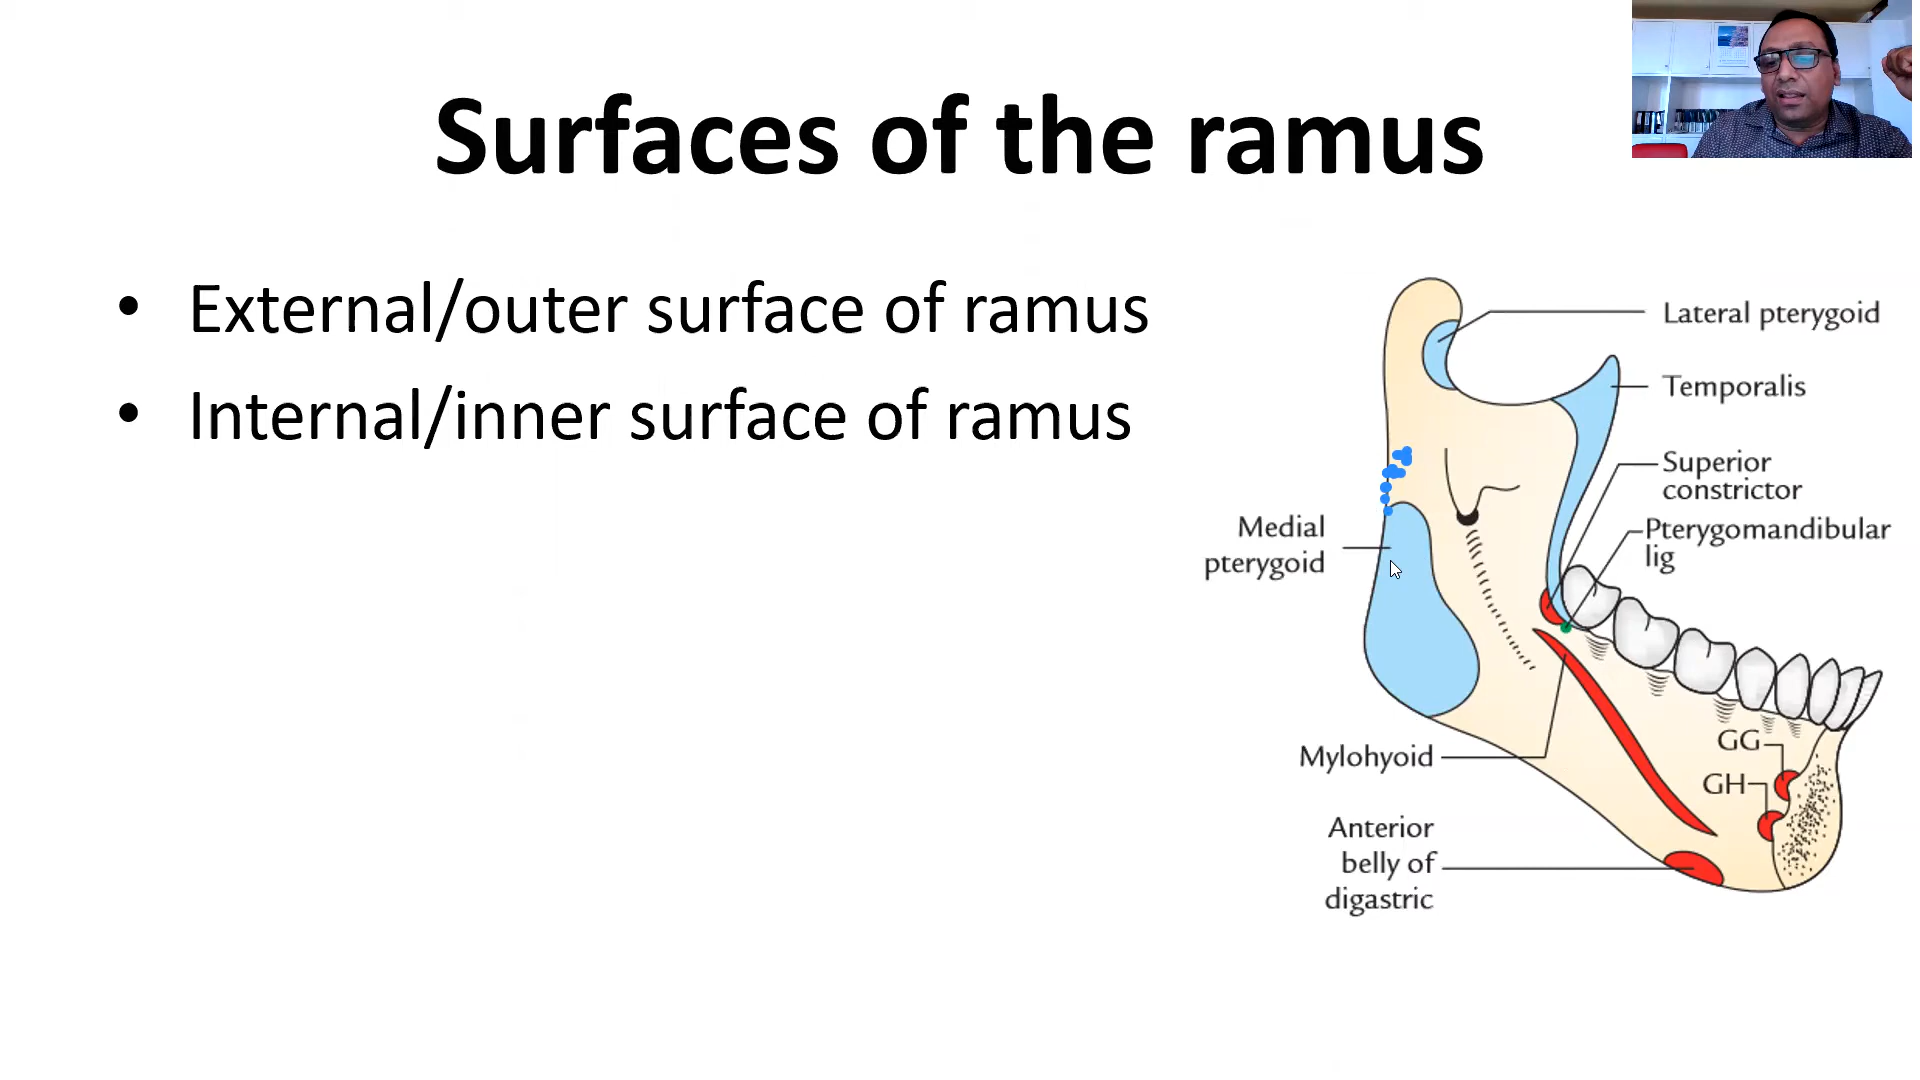 Surfaces of the ramus
• External/outer surface of ramus
• Internal/inner surface of ramus
Lateral pterygoid
Temporalis
Superior
constrictor
Pterygomandibular
lig
Medial
pterygoid
Mylohyoid
GG
GH
Anterior
belly of
digastric